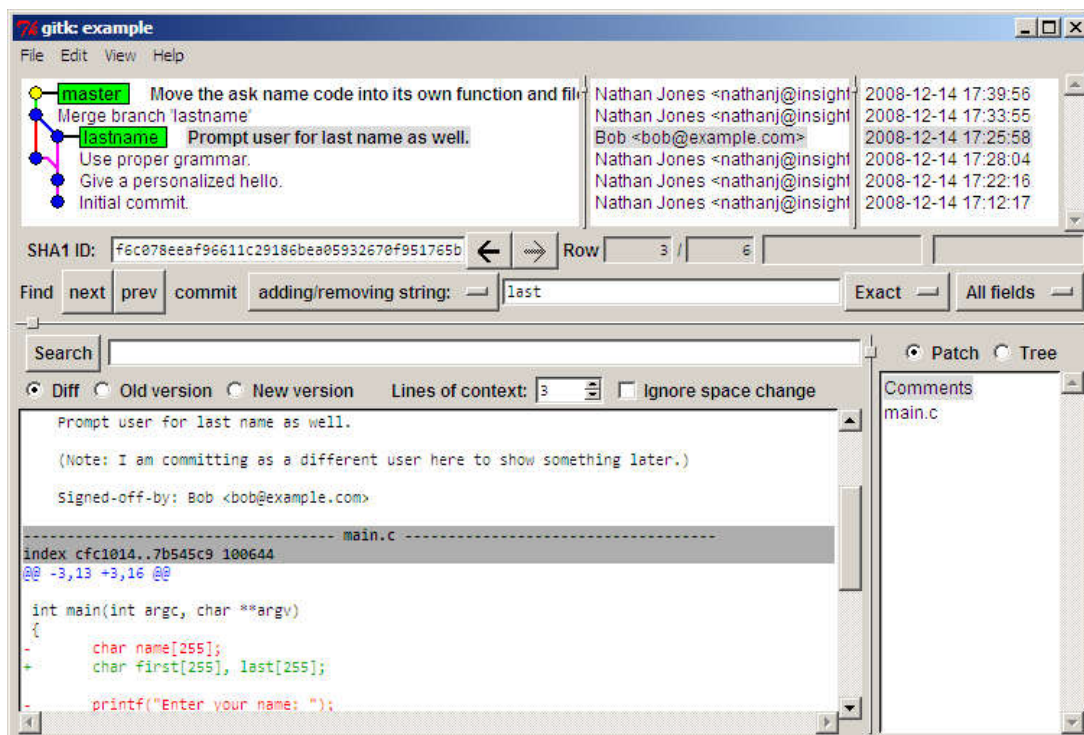 gitk: example
File Edit View Help
master Move the ask name code into its own function and file Nathan Jones <nathanj@insight 2008-12-14 17:39:56
Merge branch 'lastname' Nathan Jones <nathanj@insight 2008-12-14 17:33:55
lastname Prompt user for last name as well. Bob <bob@example.com> 2008-12-14 17:25:58
Use proper grammar. Nathan Jones <nathanj@insight 2008-12-14 17:28:04
Give a personalized hello. Nathan Jones <nathanj@insight 2008-12-14 17:22:16
Initial commit. Nathan Jones <nathanj@insight 2008-12-14 17:12:17
SHA1 ID: f6c078eeaf96611c29186bea05932670f951765b Row 3 / 6
Find next prev commit adding/removing string: last Exact All fields
Search Patch Tree
Diff Old version New version Lines of context: 3 Ignore space change
Comments
main.c
Prompt user for last name as well.
(Note: I am committing as a different user here to show something later.)
Signed-off-by: Bob <bob@example.com>
------------------------------------ main.c ------------------------------------
index cfc1014..7b545c9 100644
@@ -3,13 +3,16 @@
int main(int argc, char **argv)
{
- char name[255];
+ char first[255], last[255];
- printf("Enter your name: ");